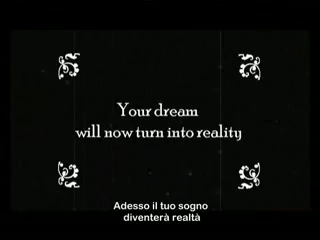 Your dream
will now turn into reality
Adesso il tuo sogno
diventerà realtà